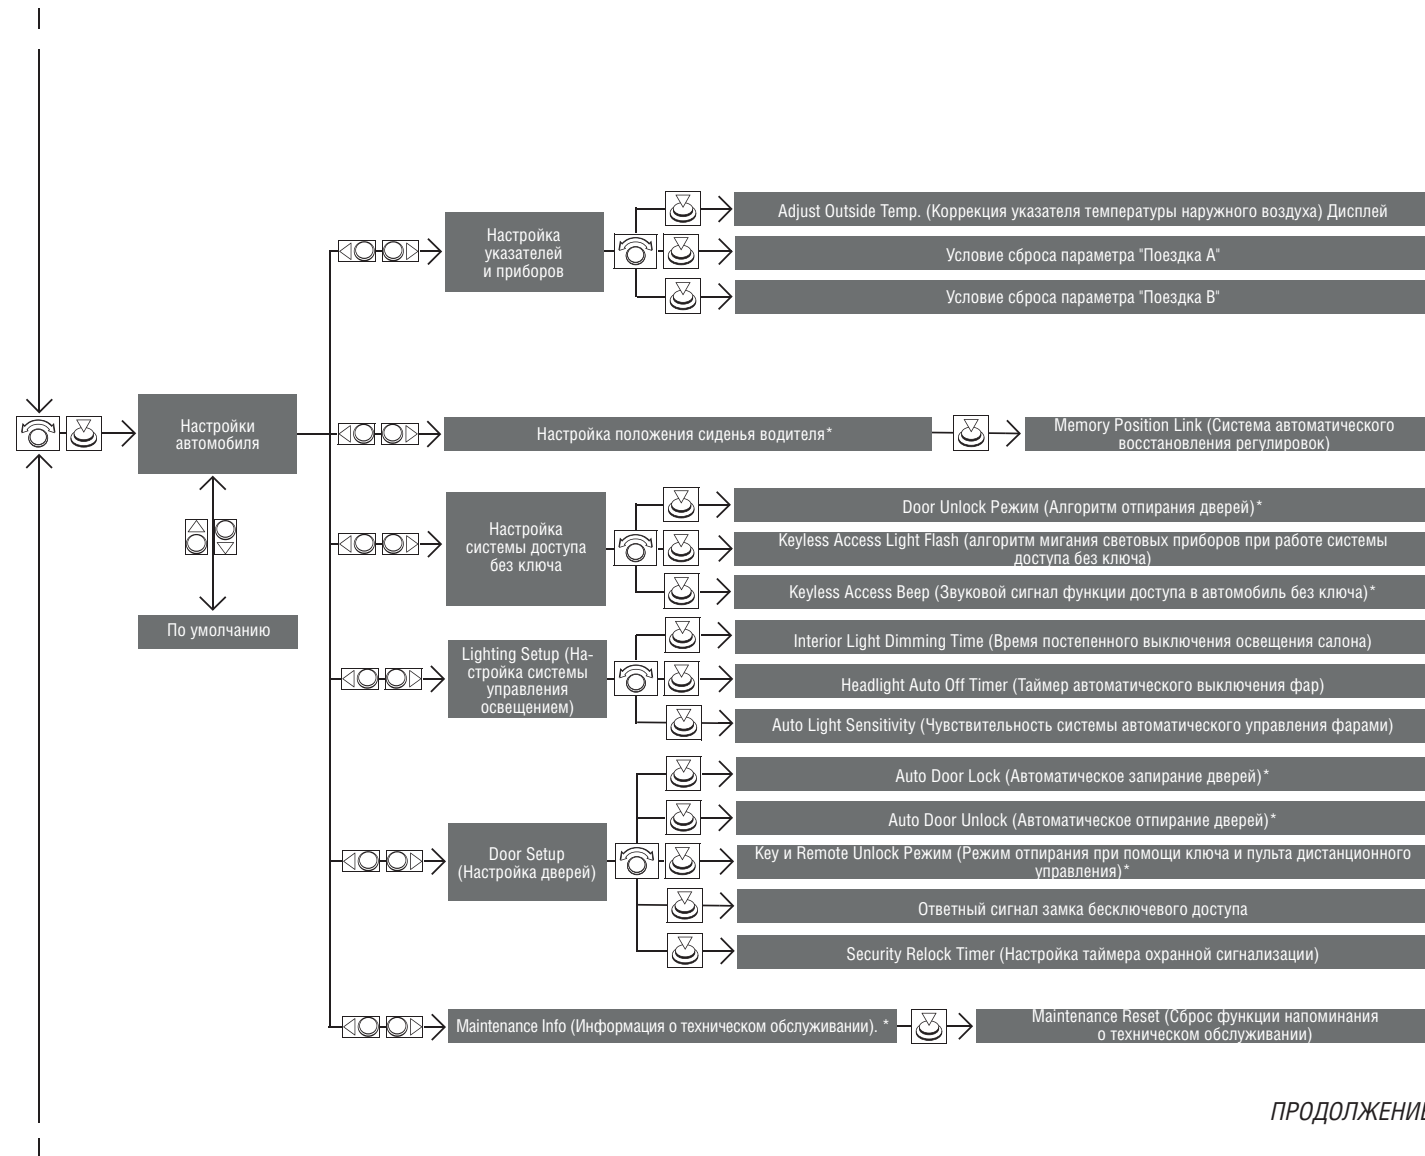 Adjust Outside Temp. (Коррекция указателя температуры наружного воздуха) Дисплей
Настройка
указателей
и приборов
Условие сброса параметра "Поездка А"
Условие сброса параметра "Поездка В"
Настройки
автомобиля
Настройка положения сиденья водителя*
Memory Position Link (Система автоматического
восстановления регулировок)
По умолчанию
Настройка
системы доступа
без ключа
Door Unlock Режим (Алгоритм отпирания дверей)*
Keyless Access Light Flash (алгоритм мигания световых приборов при работе системы
доступа без ключа)
Keyless Access Beep (Звуковой сигнал функции доступа в автомобиль без ключа)*
Lighting Setup (На-
стройка системы
управления
освещением)
Interior Light Dimming Time (Время постепенного выключения освещения салона)
Headlight Auto Off Timer (Таймер автоматического выключения фар)
Auto Light Sensitivity (Чувствительность системы автоматического управления фарами)
Door Setup
(Настройка дверей)
Auto Door Lock (Автоматическое запирание дверей)*
Auto Door Unlock (Автоматическое отпирание дверей)*
Key и Remote Unlock Режим (Режим отпирания при помощи ключа и пульта дистанционного
управления)*
Ответный сигнал замка бесключевого доступа
Security Relock Timer (Настройка таймера охранной сигнализации)
Maintenance Info (Информация о техническом обслуживании). *
Maintenance Reset (Сброс функции напоминания
о техническом обслуживании)
ПРОДОЛЖЕНИЕ